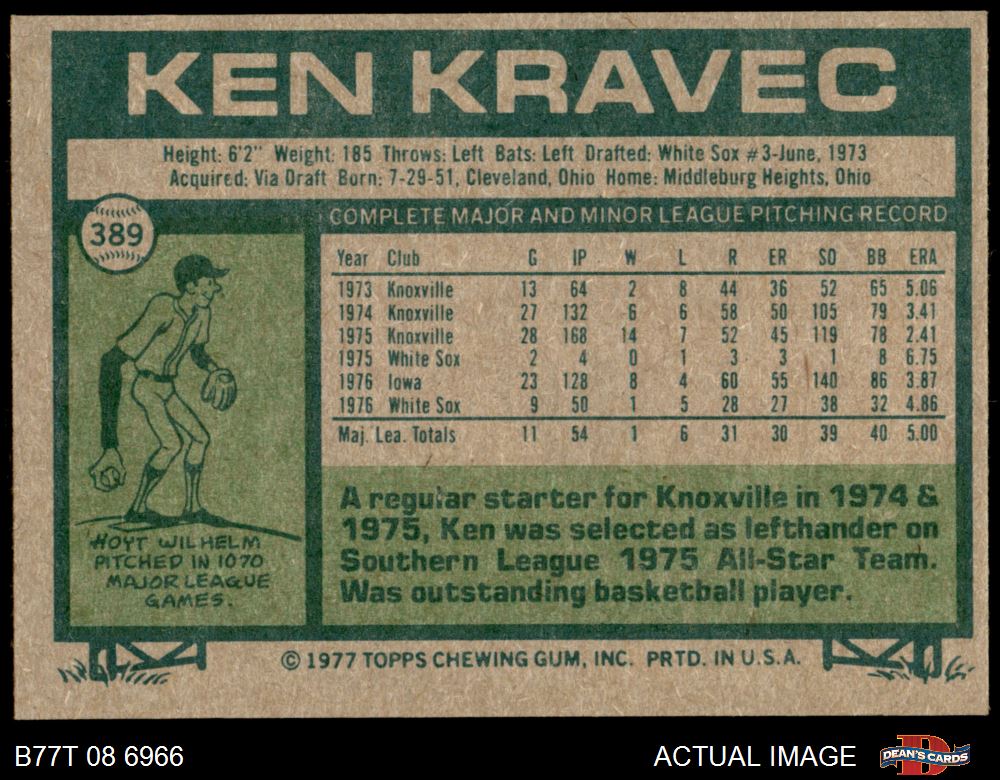 KEN KRAVEC
Height: 6'2" Weight: 185 Throws: Left Bats: Left Drafted: White Sox #3-June, 1973
Acquired: Via Draft Born: 7-29-51, Cleveland, Ohio Home: Middleburg Heights, Ohio
389
COMPLETE MAJOR AND MINOR LEAGUE PITCHING RECORD
Year Club G IP W L R ER SO BB ERA
1973 Knoxville 13 64 2 8 44 36 52 65 5.06
1974 Knoxville 27 132 6 6 58 50 105 79 3.41
1975 Knoxville 28 168 14 7 52 45 119 78 2.41
1975 White Sox 2 4 0 1 3 3 1 8 6.75
1976 Iowa 23 128 8 4 60 55 140 86 3.87
1976 White Sox 9 50 1 5 28 27 38 32 4.86
Maj. Lea. Totals 11 54 1 6 31 30 39 40 5.00
HOYT WILHELM
PITCHED IN 1070
MAJOR LEAGUE
GAMES.
A regular starter for Knoxville in 1974 &
1975, Ken was selected as lefthander on
Southern League 1975 All-Star Team.
Was outstanding basketball player.
© 1977 TOPPS CHEWING GUM, INC. PRTD. IN U.S.A.
B77T 08 6966
ACTUAL IMAGE
D
DEAN'S CARDS